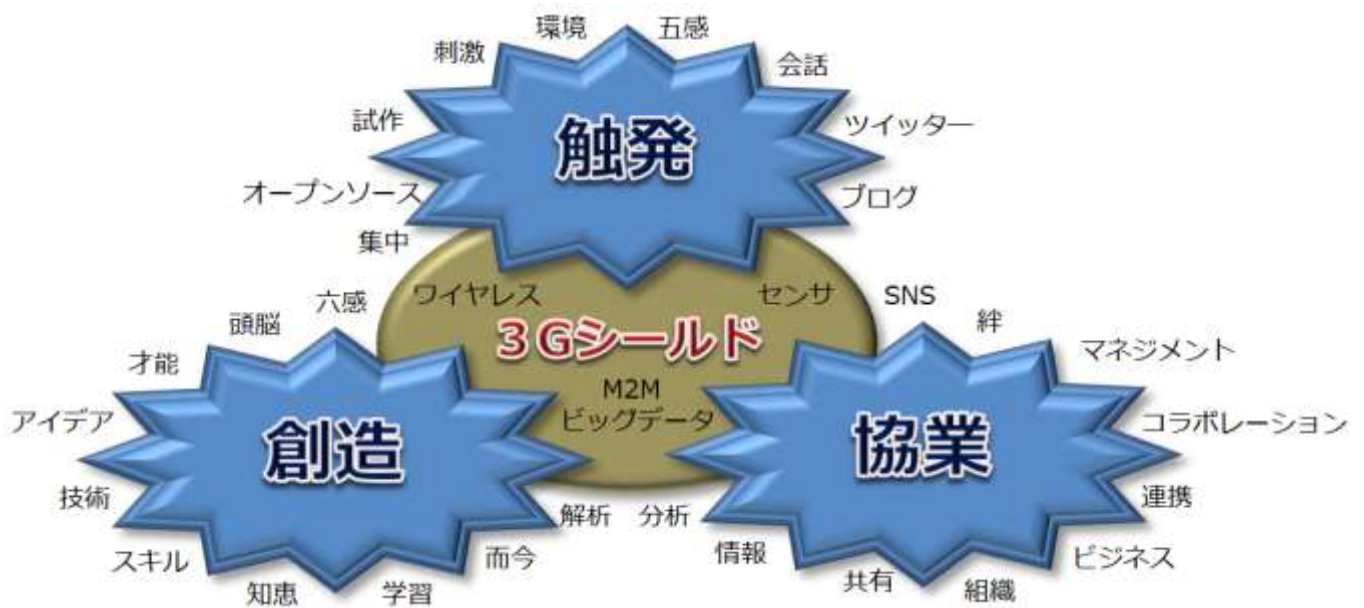 環境
五感
刺激
会話
試作
ツイッター
触発
オープンソース
ブログ
集中
ワイヤレス
センサ
SNS
六感
絆
頭脳
3Gシールド
マネジメント
才能
M2M
ビッグデータ
アイデア
コラボレーション
創造
協業
技術
連携
解析
分析
スキル
而今
情報
ビジネス
知恵
学習
共有
組織